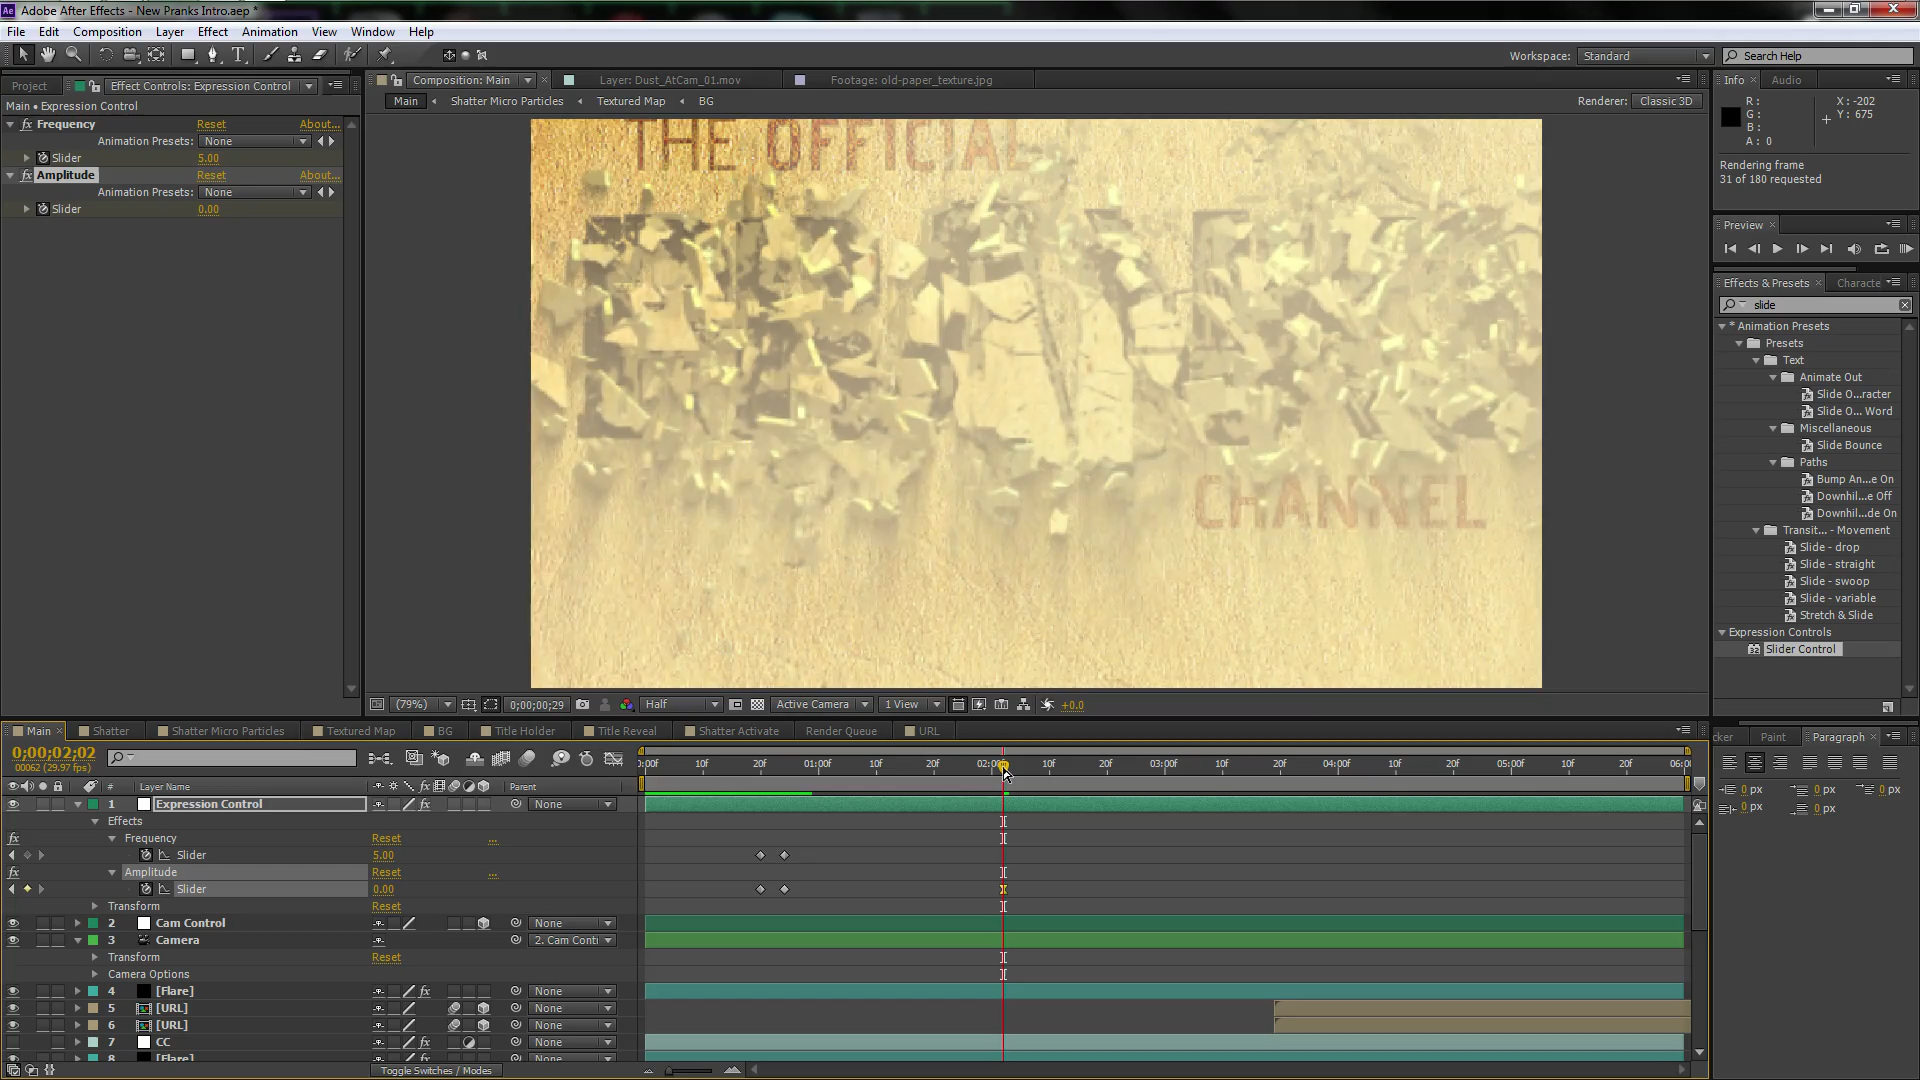 Adobe After Effects - New Pranks Intro.aep *
File Edit Composition Layer Effect Animation View Window Help
Workspace: Standard Search Help
Project Effect Controls: Expression Control
Composition: Main Layer: Dust_AtCam_01.mov Footage: old-paper_texture.jpg
Info Audio
Main • Expression Control
Main Shatter Micro Particles Textured Map BG
Renderer: Classic 3D
Frequency Reset About...
Animation Presets: None
Slider 5.00
Amplitude Reset About...
Animation Presets: None
Slider 0.00
THE OFFICIAL
CHANNEL
R :
G :
B :
A : 0
X : -202
Y : 675
Rendering frame
31 of 180 requested
Preview
Effects & Presets Characte
slide
* Animation Presets
Presets
Text
Animate Out
Slide O...racter
Slide O... Word
Miscellaneous
Slide Bounce
Paths
Bump An...e On
Downhil...e Off
Downhil...de On
Transit... - Movement
Slide - drop
Slide - straight
Slide - swoop
Slide - variable
Stretch & Slide
Expression Controls
Slider Control
(79%) 0;00;00;29 Half Active Camera 1 View +0.0
Main Shatter Shatter Micro Particles Textured Map BG Title Holder Title Reveal Shatter Activate Render Queue URL
cker Paint Paragraph
0;00;02;02
00062 (29.97 fps)
0:00f 10f 20f 01:00f 10f 20f 02:00f 10f 20f 03:00f 10f 20f 04:00f 10f 20f 05:00f 10f 20f 06:0
# Layer Name Parent
1 Expression Control None
Effects
Frequency Reset ...
Slider 5.00
Amplitude Reset ...
Slider 0.00
Transform Reset
2 Cam Control None
3 Camera 2. Cam Conti
Transform Reset
Camera Options
4 [Flare] None
5 [URL] None
6 [URL] None
7 CC None
8 [Flare] None
Toggle Switches / Modes
0 px 0 px 0 px
0 px 0 px